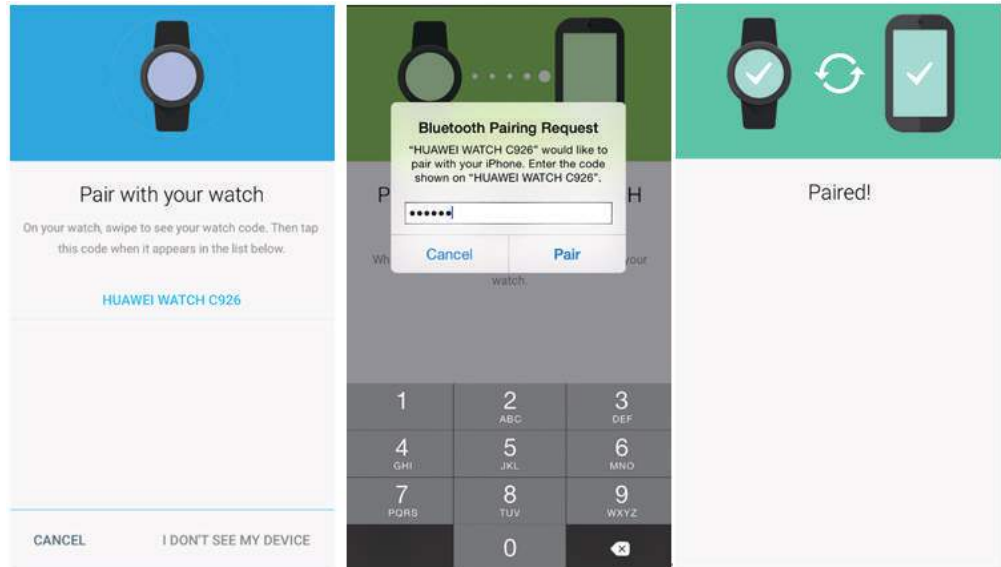 Pair with your watch
On your watch, swipe to see your watch code. Then tap
this code when it appears in the list below.
HUAWEI WATCH C926
CANCEL
I DON'T SEE MY DEVICE
Bluetooth Pairing Request
"HUAWEI WATCH C926" would like to
pair with your iPhone. Enter the code
shown on "HUAWEI WATCH C926".
••••••
Cancel
Pair
P
H
Wh
your
watch.
1
2
ABC
3
DEF
4
GHI
5
JKL
6
MNO
7
PQRS
8
TUV
9
WXYZ
0
Paired!